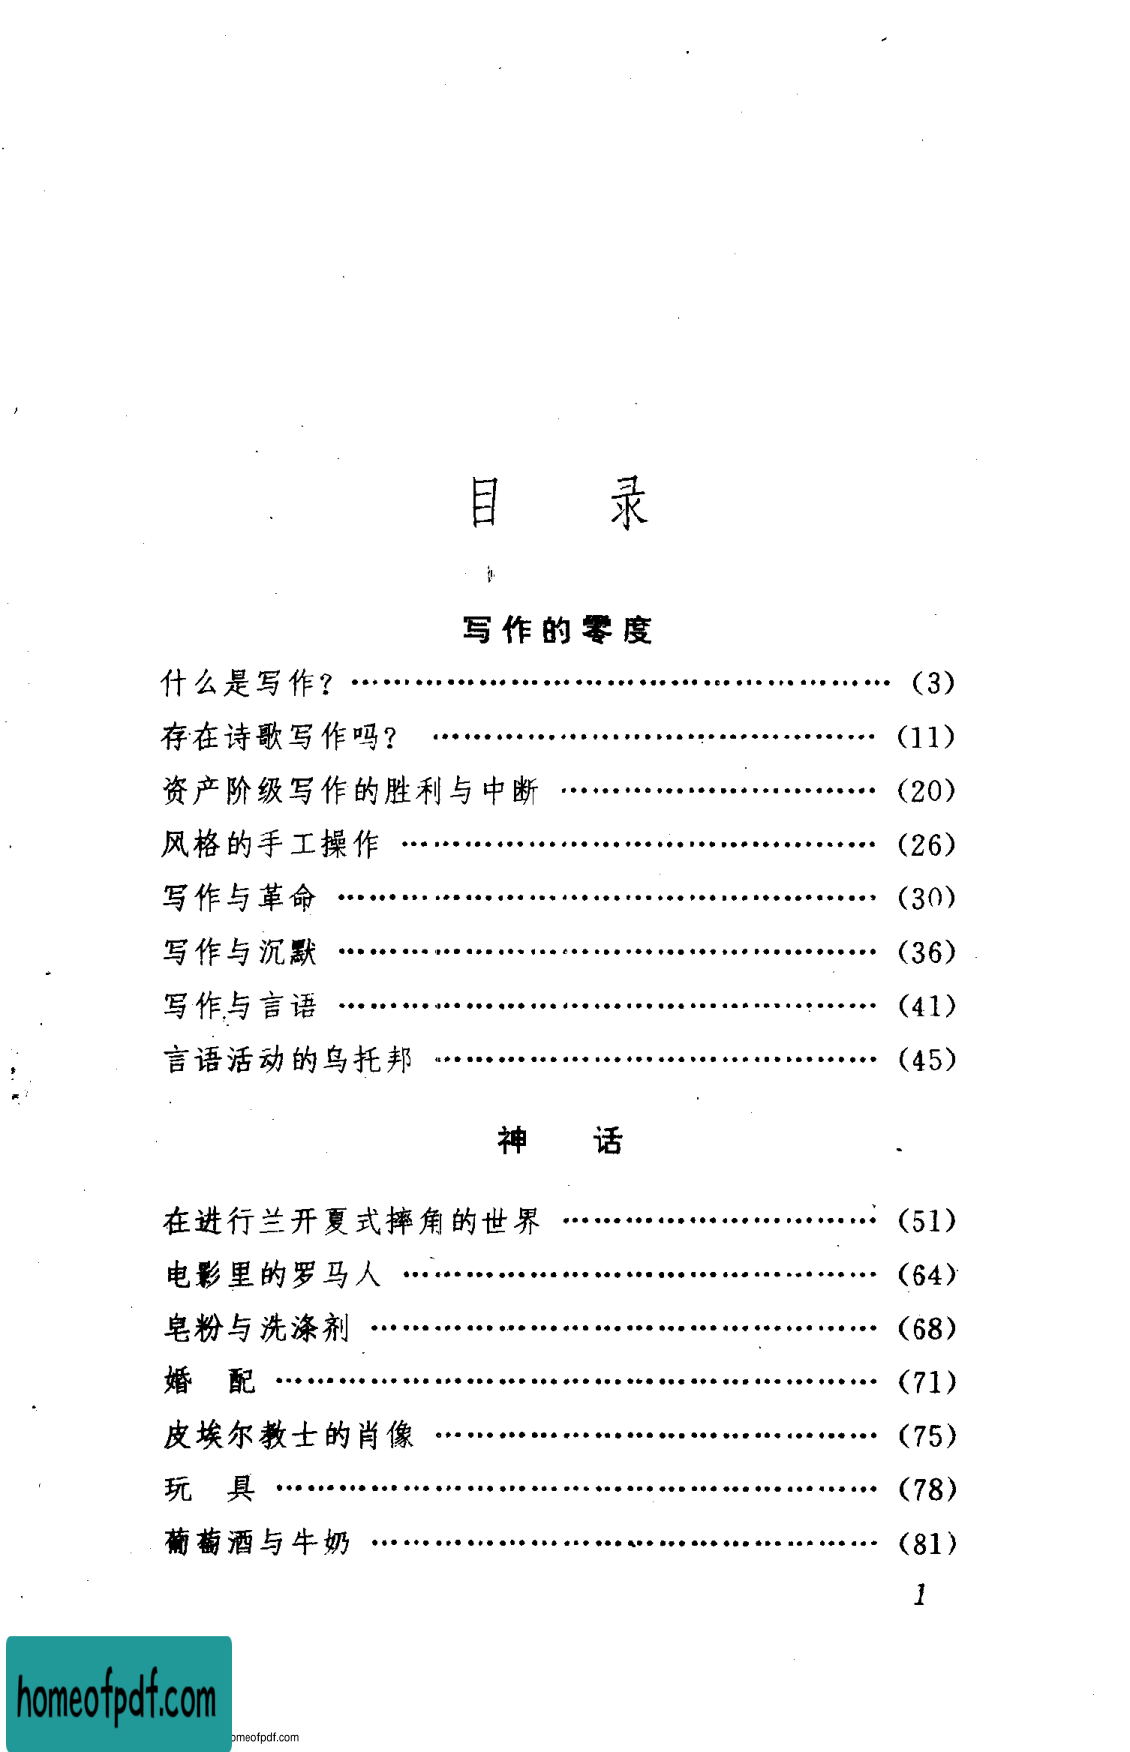 目 录
写作的零度
什么是写作？……………………………………………(3)
存在诗歌写作吗？……………………………………(11)
资产阶级写作的胜利与中断…………………………(20)
风格的手工操作………………………………………(26)
写作与革命……………………………………………(30)
写作与沉默……………………………………………(36)
写作与言语……………………………………………(41)
言语活动的乌托邦……………………………………(45)
神 话
在进行兰开夏式摔角的世界…………………………(51)
电影里的罗马人………………………………………(64)
皂粉与洗涤剂…………………………………………(68)
婚 配…………………………………………………(71)
皮埃尔教士的肖像……………………………………(75)
玩 具…………………………………………………(78)
葡萄酒与牛奶…………………………………………(81)
1
homeofpdf.com
omeofpdf.com